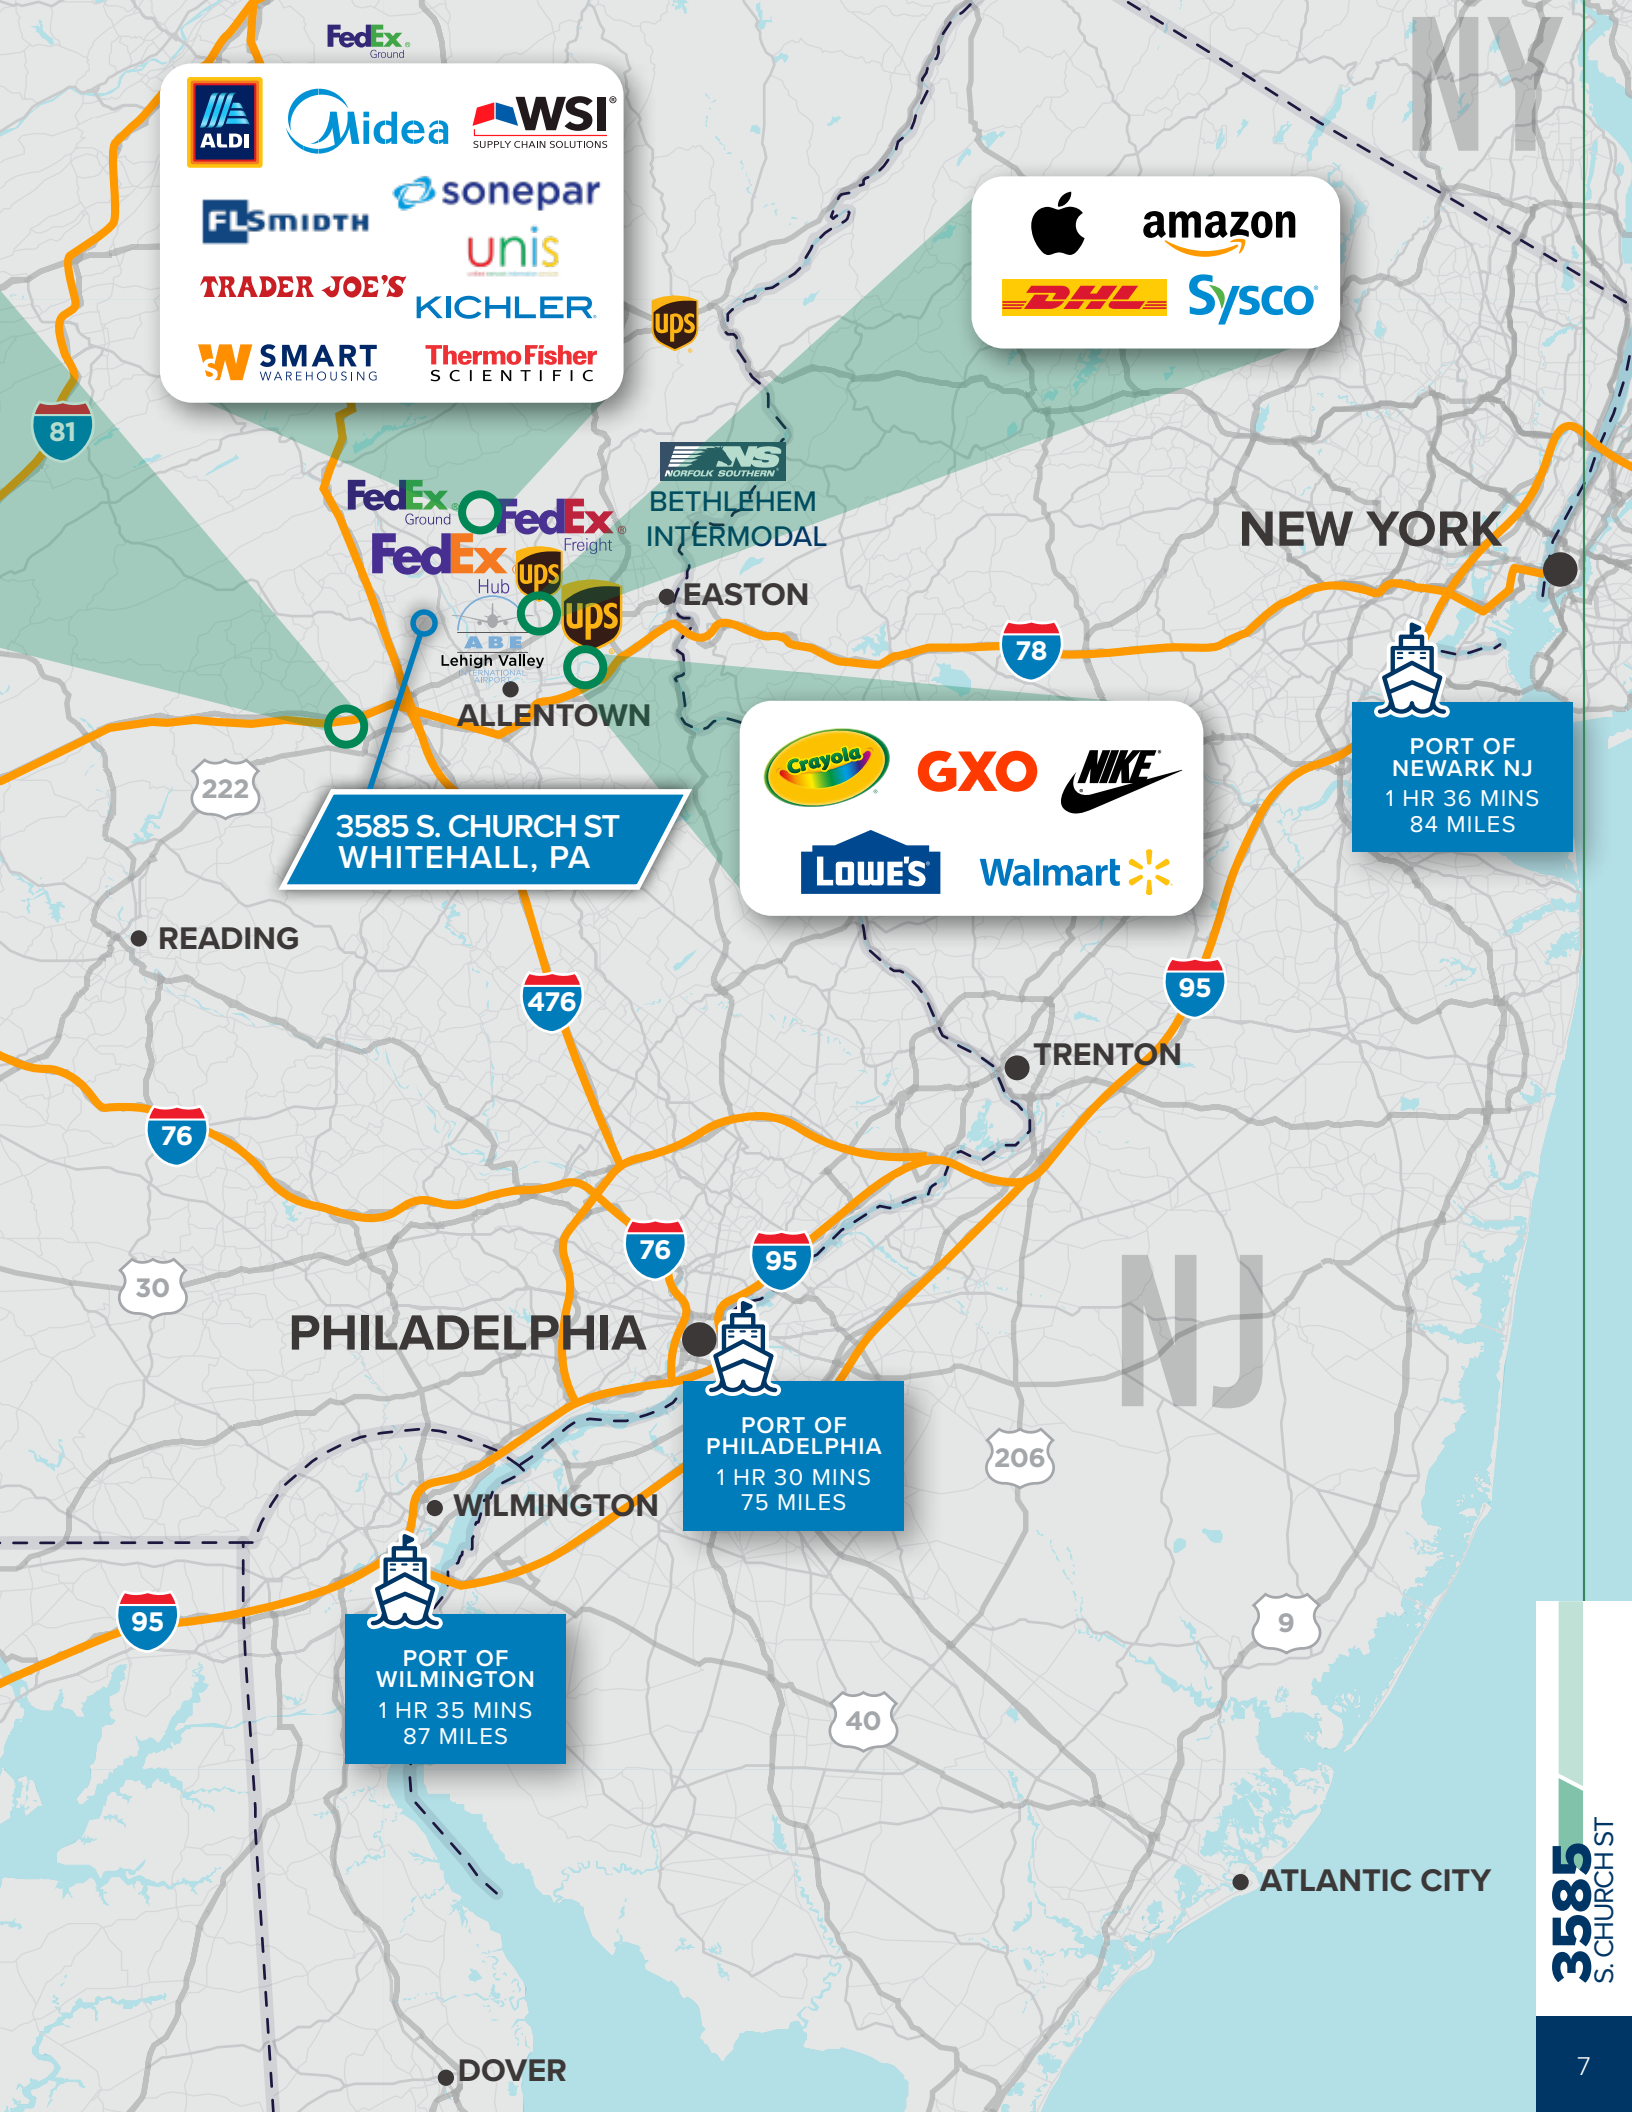 NY
FedEx
Ground
ALDI
Midea
WSI
SUPPLY CHAIN SOLUTIONS
FLSMIDTH
sonepar
unis
TRADER JOE'S
KICHLER
SW SMART
WAREHOUSING
ThermoFisher
SCIENTIFIC
ups
amazon
DHL
Sysco
81
NS
NORFOLK SOUTHERN
BETHLEHEM
INTERMODAL
FedEx
Ground
FedEx
Freight
FedEx
Hub
ups
ups
ABE
Lehigh Valley
INTERNATIONAL
AIRPORT
EASTON
ALLENTOWN
NEW YORK
78
222
3585 S. CHURCH ST
WHITEHALL, PA
Crayola
GXO
NIKE
LOWE'S
Walmart
PORT OF
NEWARK NJ
1 HR 36 MINS
84 MILES
READING
476
95
TRENTON
76
76
95
30
PHILADELPHIA
NJ
PORT OF
PHILADELPHIA
1 HR 30 MINS
75 MILES
206
WILMINGTON
95
9
PORT OF
WILMINGTON
1 HR 35 MINS
87 MILES
40
ATLANTIC CITY
DOVER
3585
S. CHURCH ST
7